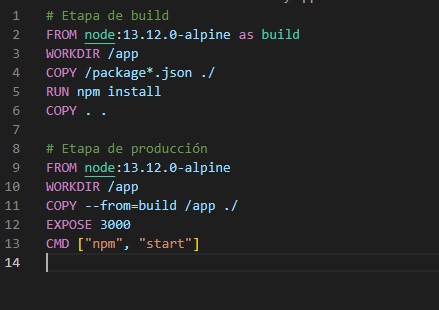 1 # Etapa de build
2 FROM node:13.12.0-alpine as build
3 WORKDIR /app
4 COPY /package*.json ./
5 RUN npm install
6 COPY . .
7
8 # Etapa de producción
9 FROM node:13.12.0-alpine
10 WORKDIR /app
11 COPY --from=build /app ./
12 EXPOSE 3000
13 CMD ["npm", "start"]
14